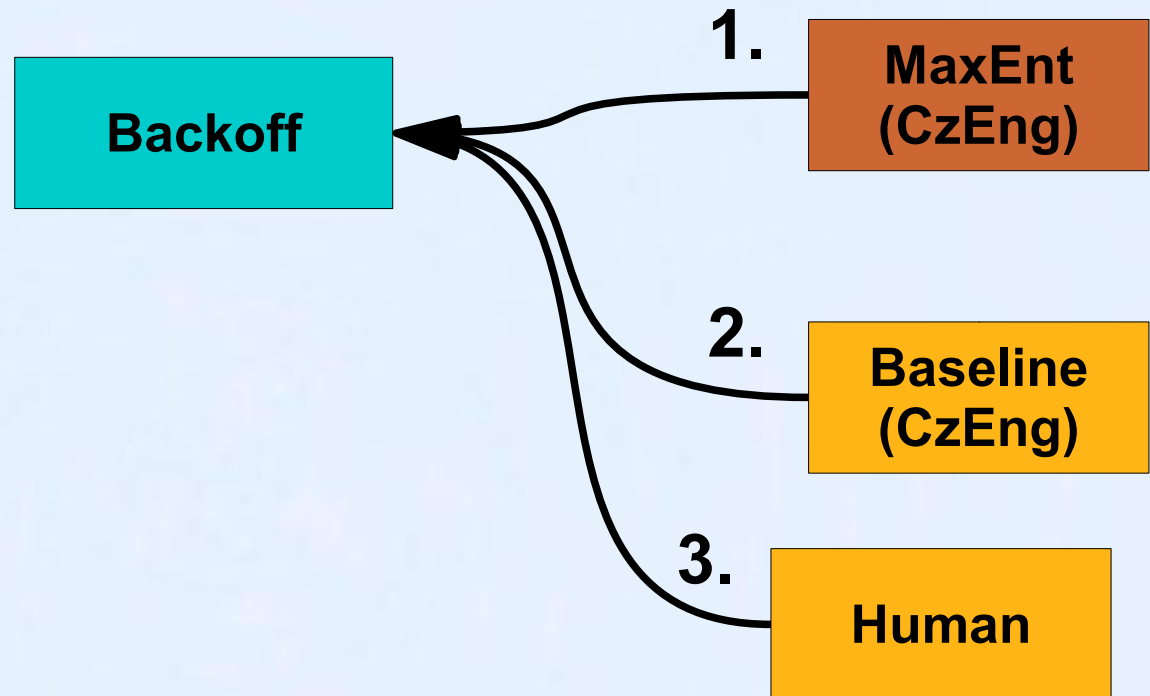 Backoff
1.
MaxEnt
(CzEng)
2.
Baseline
(CzEng)
3.
Human